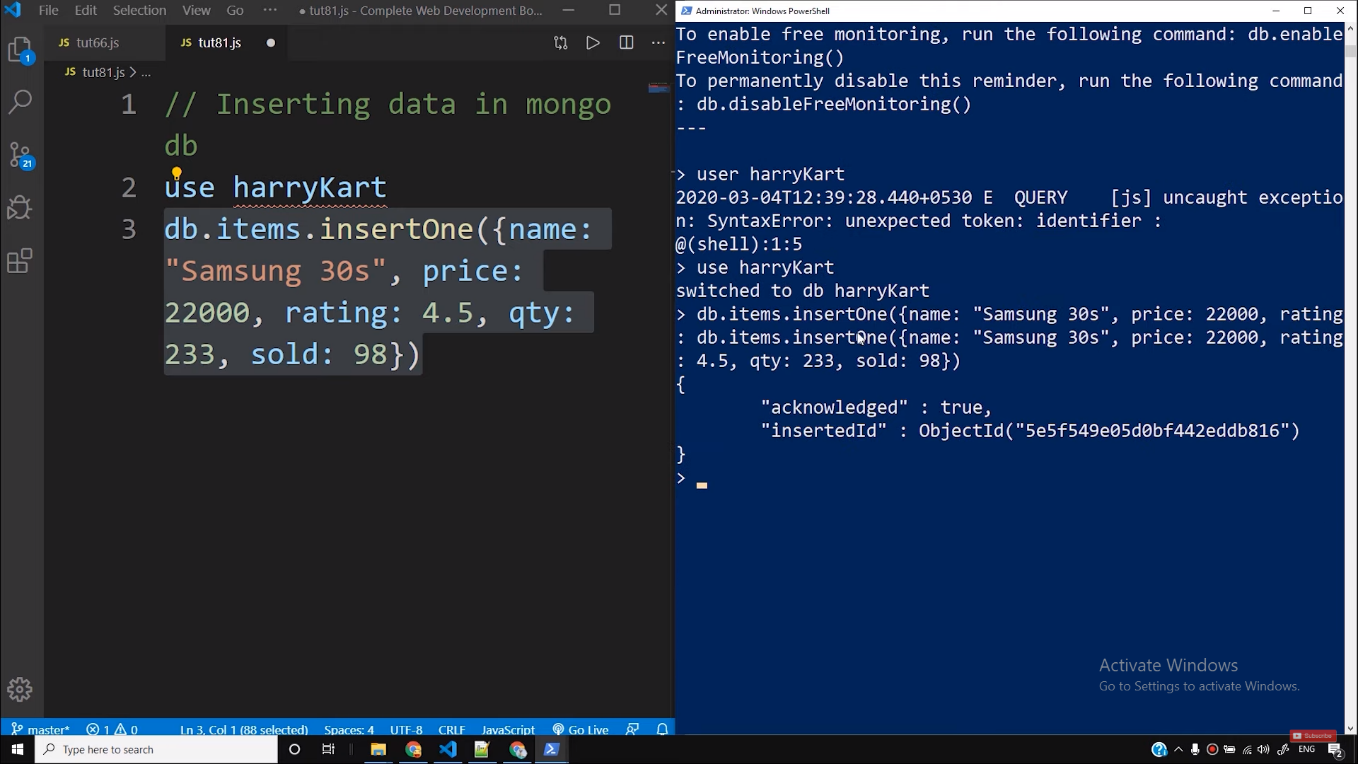 File Edit Selection View Go ··· ● tut81.js - Complete Web Development Bo...
tut66.js tut81.js ●
tut81.js > ...
1 // Inserting data in mongo
db
2 use harryKart
3 db.items.insertOne({name:
"Samsung 30s", price:
22000, rating: 4.5, qty:
233, sold: 98})
1
21
master* 1 0 Ln 3, Col 1 (88 selected) Spaces: 4 UTF-8 CRLF JavaScript Go Live
Administrator: Windows PowerShell
To enable free monitoring, run the following command: db.enable
FreeMonitoring()
To permanently disable this reminder, run the following command
: db.disableFreeMonitoring()
---
> user harryKart
2020-03-04T12:39:28.440+0530 E QUERY [js] uncaught exceptio
n: SyntaxError: unexpected token: identifier :
@(shell):1:5
> use harryKart
switched to db harryKart
> db.items.insertOne({name: "Samsung 30s", price: 22000, rating
: db.items.insertOne({name: "Samsung 30s", price: 22000, rating
: 4.5, qty: 233, sold: 98})
{
"acknowledged" : true,
"insertedId" : ObjectId("5e5f549e05d0bf442eddb816")
}
>
Activate Windows
Go to Settings to activate Windows.
Subscribe
Type here to search
ENG
2